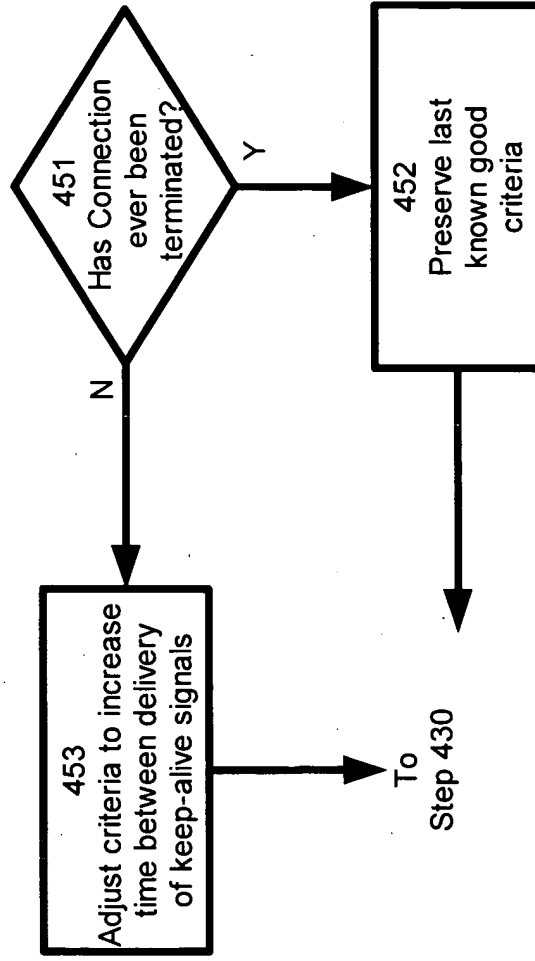 451
Has Connection
ever been
terminated?
N
Y
453
Adjust criteria to increase
time between delivery
of keep-alive signals
452
Preserve last
known good
criteria
To
Step 430